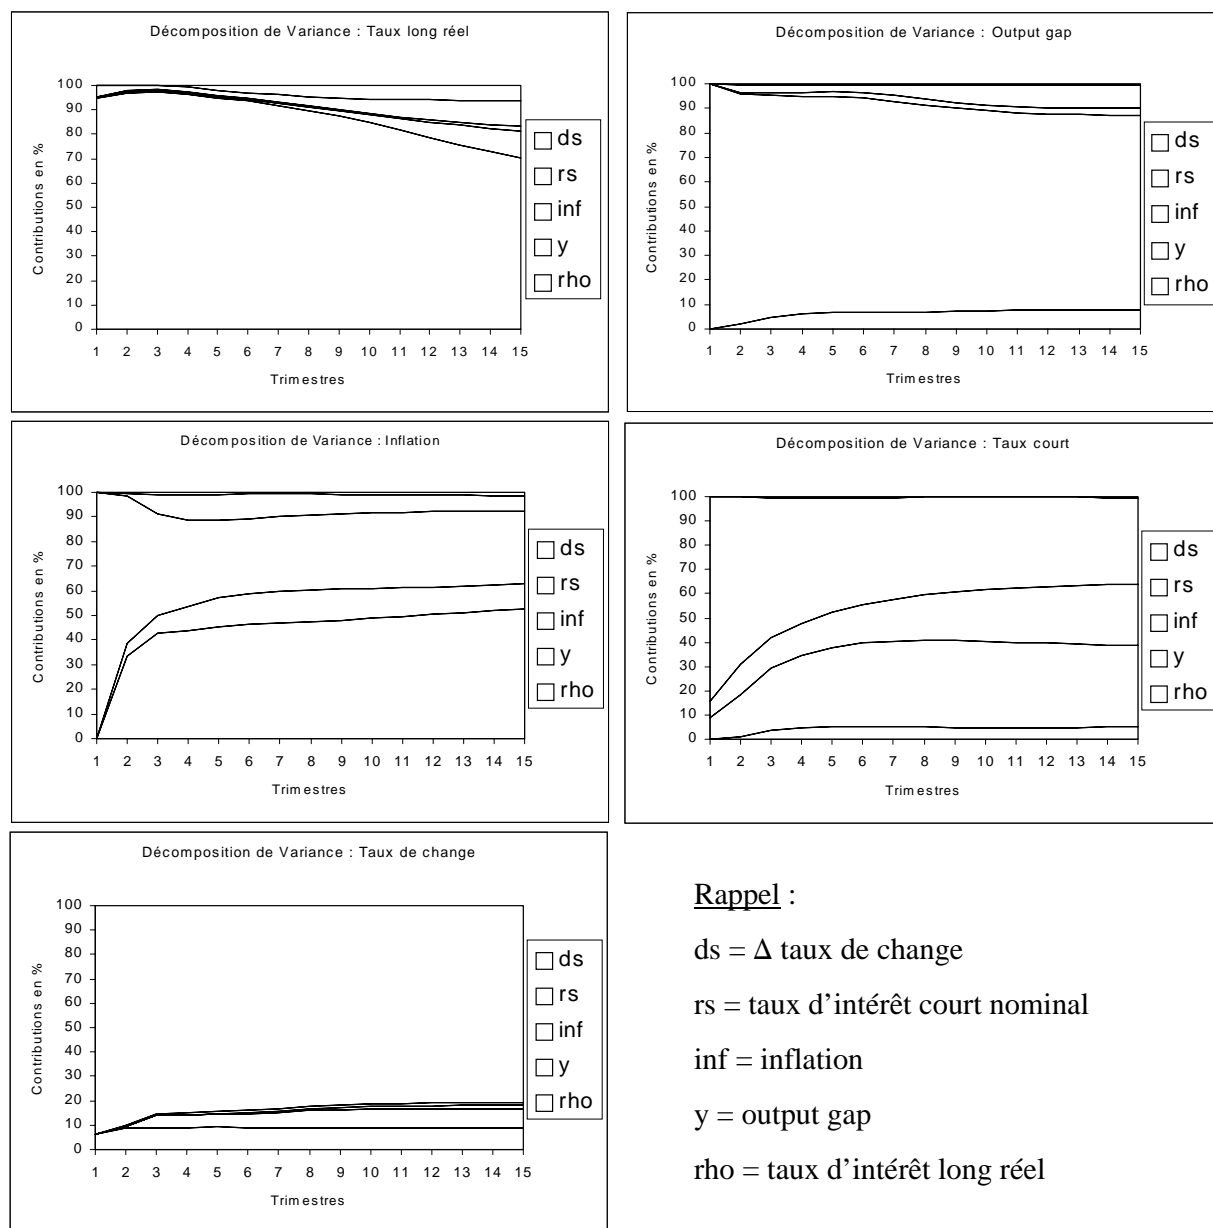 Décomposition de Variance : Taux long réel
Contributions en %
100
90
80
70
60
50
40
30
20
10
0
1 2 3 4 5 6 7 8 9 10 11 12 13 14 15
Trimestres
ds
rs
inf
y
rho
Décomposition de Variance : Output gap
Contributions en %
100
90
80
70
60
50
40
30
20
10
0
1 2 3 4 5 6 7 8 9 10 11 12 13 14 15
Trimestres
ds
rs
inf
y
rho
Décomposition de Variance : Inflation
Contributions en %
100
90
80
70
60
50
40
30
20
10
0
1 2 3 4 5 6 7 8 9 10 11 12 13 14 15
Trimestres
ds
rs
inf
y
rho
Décomposition de Variance : Taux court
Contributions en %
100
90
80
70
60
50
40
30
20
10
0
1 2 3 4 5 6 7 8 9 10 11 12 13 14 15
Trimestres
ds
rs
inf
y
rho
Décomposition de Variance : Taux de change
Contributions en %
100
90
80
70
60
50
40
30
20
10
0
1 2 3 4 5 6 7 8 9 10 11 12 13 14 15
Trimestres
ds
rs
inf
y
rho
Rappel :
ds = Δ taux de change
rs = taux d’intérêt court nominal
inf = inflation
y = output gap
rho = taux d’intérêt long réel